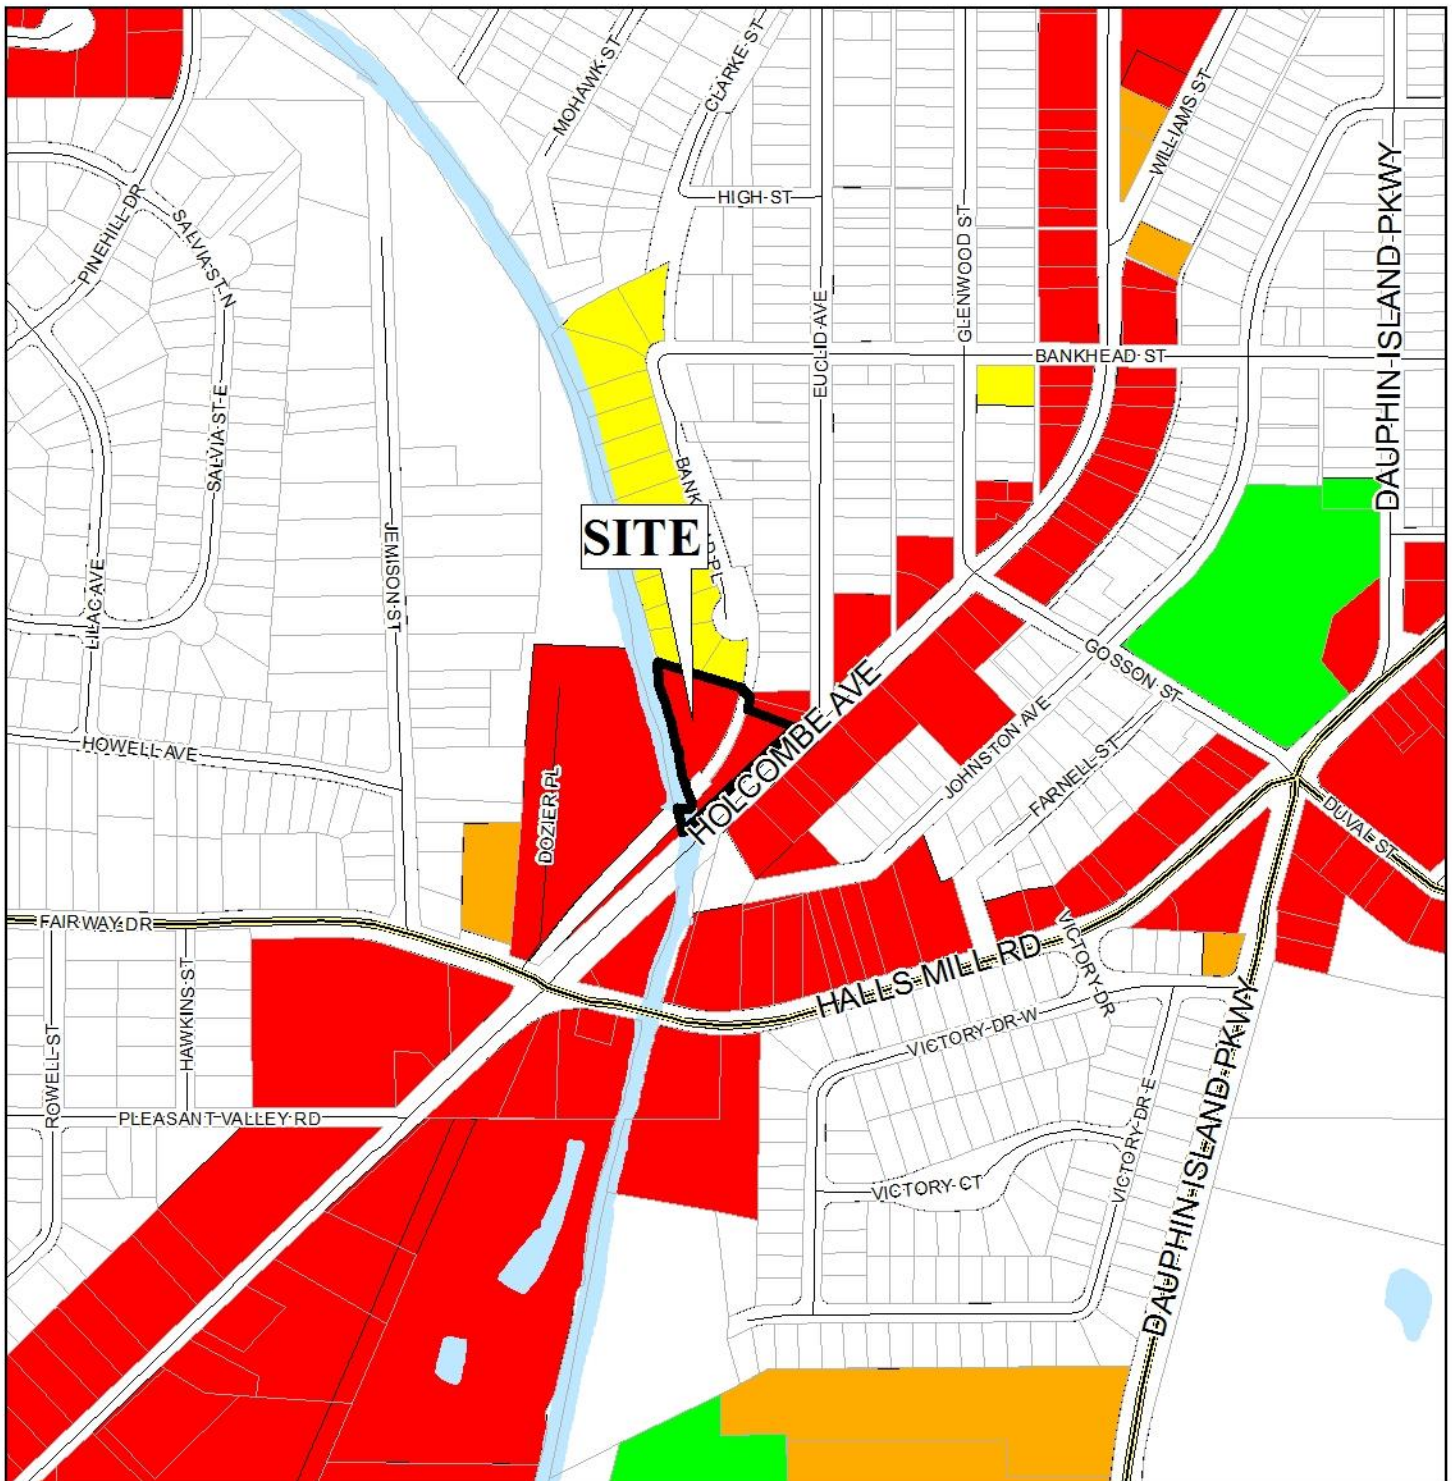 MOHAWK ST
CLARKE ST
WILLIAMS ST
HIGH ST
PINEHILL DR
SALVIA ST N
GLENWOOD ST
DAUPHIN ISLAND PKWY
EUCLID AVE
BANKHEAD ST
SALVIA ST E
SITE
JEMISON ST
LILAC AVE
GOSSON ST
HOLCOMBE AVE
HOWELL AVE
JOHNSTON AVE
FARNELL ST
DOZIER PL
DUVAL ST
FAIRWAY DR
HALLS MILL RD
VICTORY DR
HAWKINS ST
ROWELL ST
VICTORY DR W
DAUPHIN ISLAND PKWY
PLEASANT VALLEY RD
VICTORY DR E
VICTORY CT